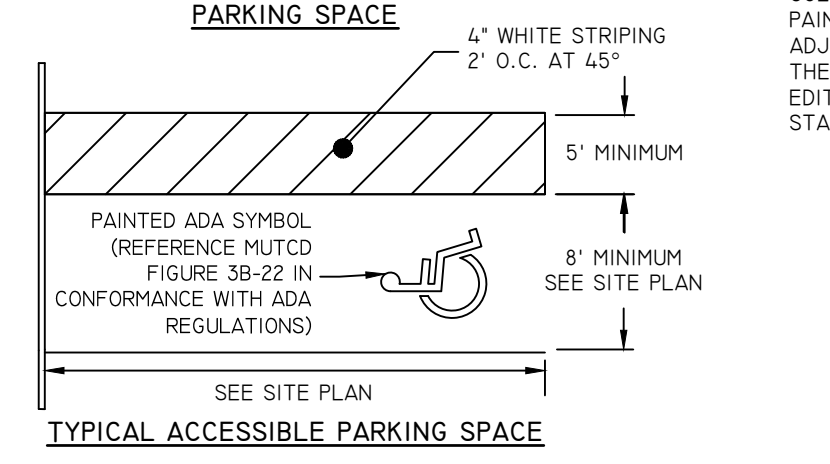 PARKING SPACE
4" WHITE STRIPING
2' O.C. AT 45°
5' MINIMUM
PAINTED ADA SYMBOL
(REFERENCE MUTCD
FIGURE 3B-22 IN
CONFORMANCE WITH ADA
REGULATIONS)
8' MINIMUM
SEE SITE PLAN
SEE SITE PLAN
TYPICAL ACCESSIBLE PARKING SPACE
ADJ
THE
EDIT
STA